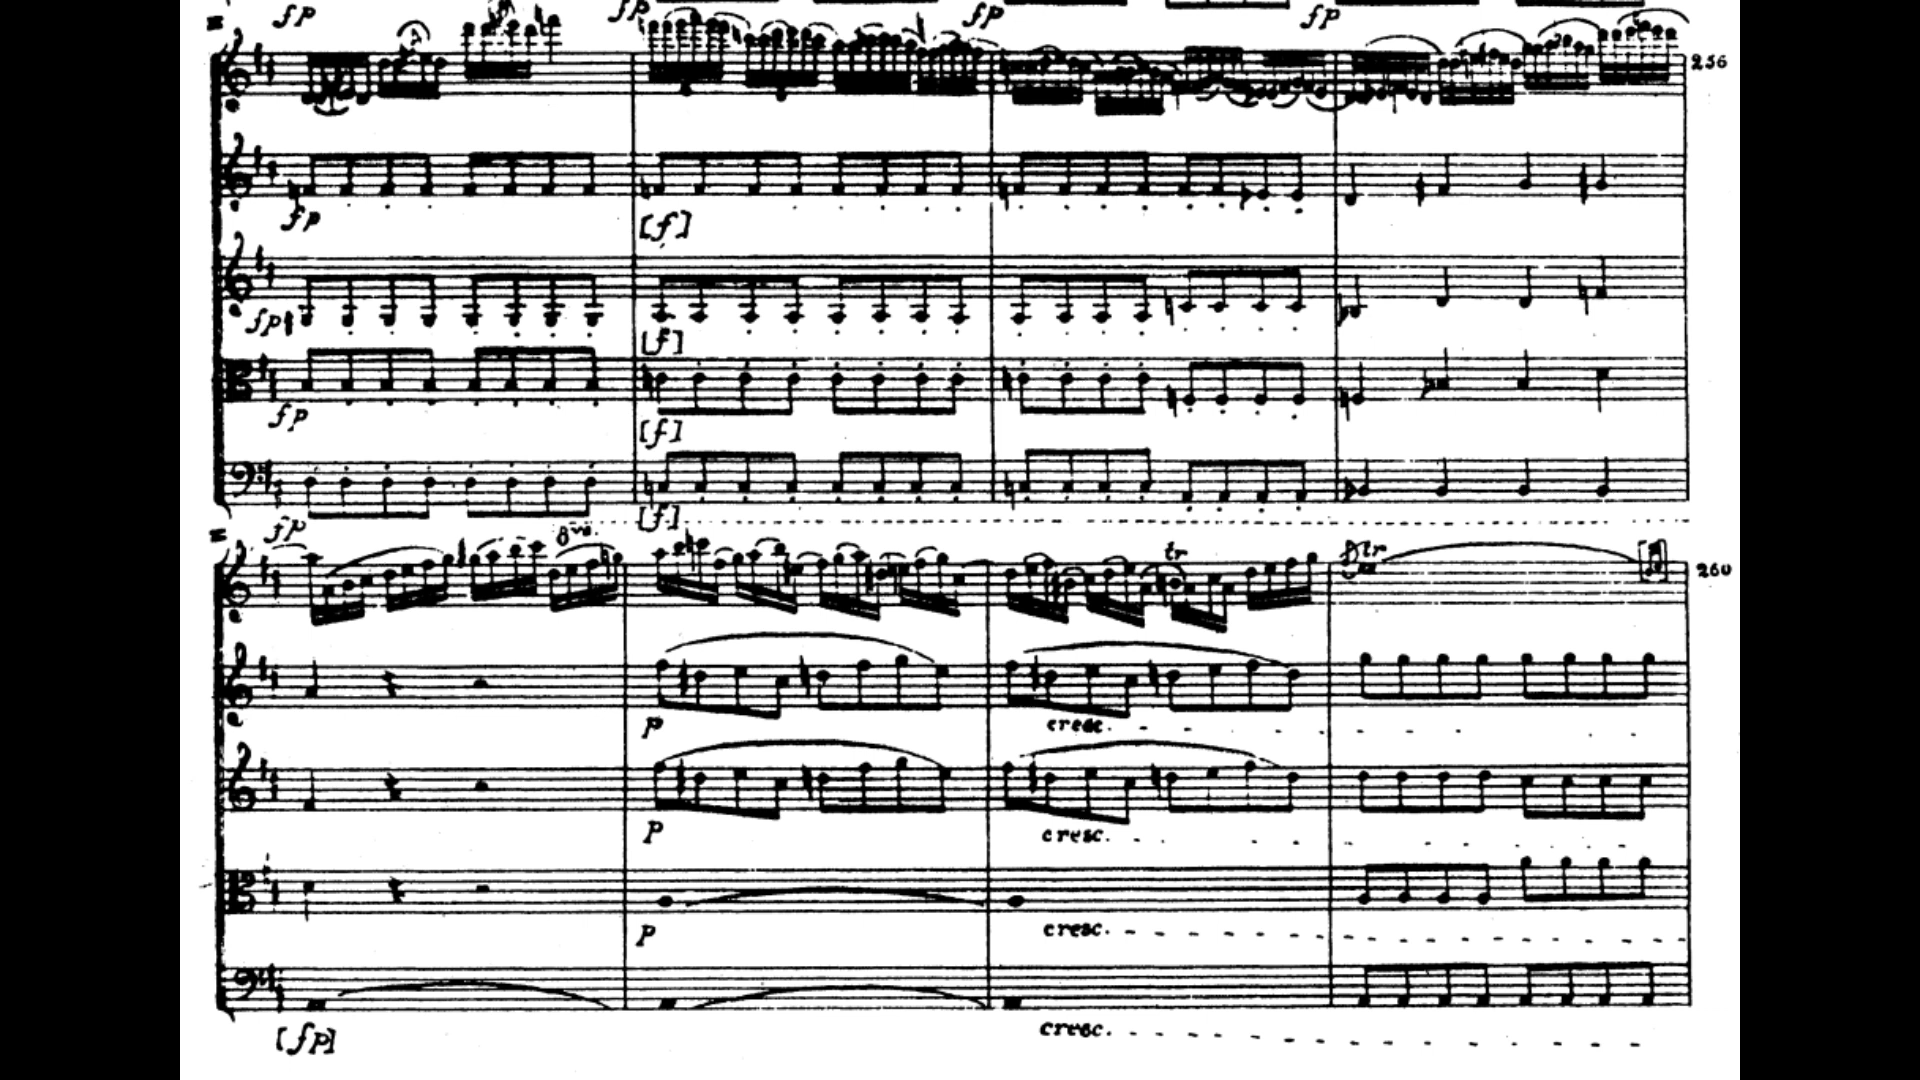 fp fp fp fp
256
fp [f]
fp [f]
fp [f]
fp [f]
8va
tr tr
260
p cresc.
p cresc.
p cresc.
[fp] cresc.